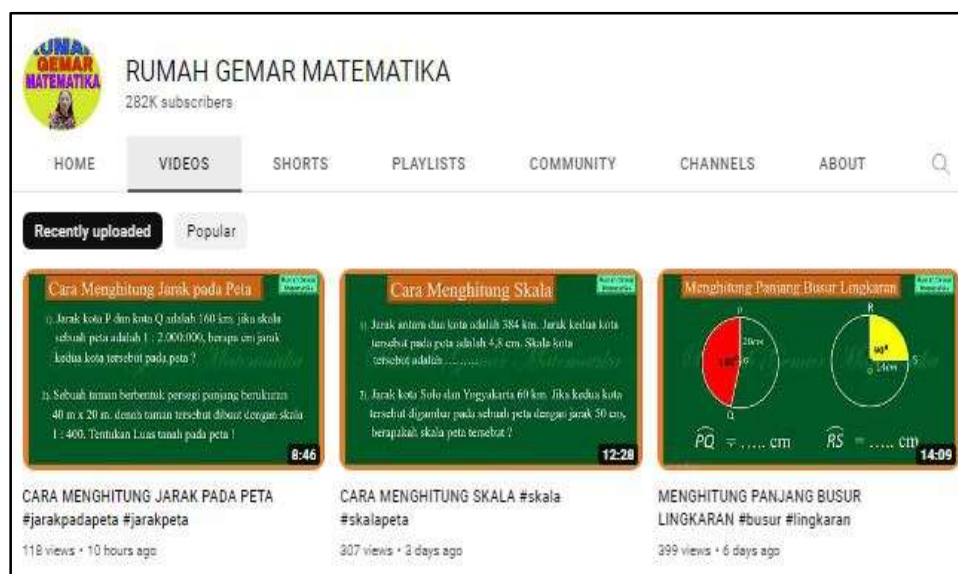 RUMAH
GEMAR
MATEMATIKA
RUMAH GEMAR MATEMATIKA
282K subscribers
HOME VIDEOS SHORTS PLAYLISTS COMMUNITY CHANNELS ABOUT
Recently uploaded Popular
Cara Menghitung Jarak pada Peta
1). Jarak kota P dan kota Q adalah 160 km. jika skala
sebuah peta adalah 1 : 2.000.000, berapa cm jarak
kedua kota tersebut pada peta ?
2). Sebuah taman berbentuk persegi panjang berukuran
40 m x 20 m. denah taman tersebut dibuat dengan skala
1 : 400. Tentukan Luas tanah pada peta !
8:46
CARA MENGHITUNG JARAK PADA PETA
#jarakpadapeta #jarakpeta
118 views • 10 hours ago
Cara Menghitung Skala
1) Jarak antara dua kota adalah 384 km. Jarak kedua kota
tersebut pada peta adalah 4,8 cm. Skala kota
tersebut adalah ..........
2) Jarak kota Solo dan Yogyakarta 60 km. Jika kedua kota
tersebut digambar pada sebuah peta dengan jarak 50 cm,
berapakah skala peta tersebut ?
12:28
CARA MENGHITUNG SKALA #skala
#skalapeta
307 views • 3 days ago
Menghitung Panjang Busur Lingkaran
P
20cm
O
Q
R
90°
O 14cm S
PQ = ..... cm RS = ..... cm
14:09
MENGHITUNG PANJANG BUSUR
LINGKARAN #busur #lingkaran
399 views • 6 days ago